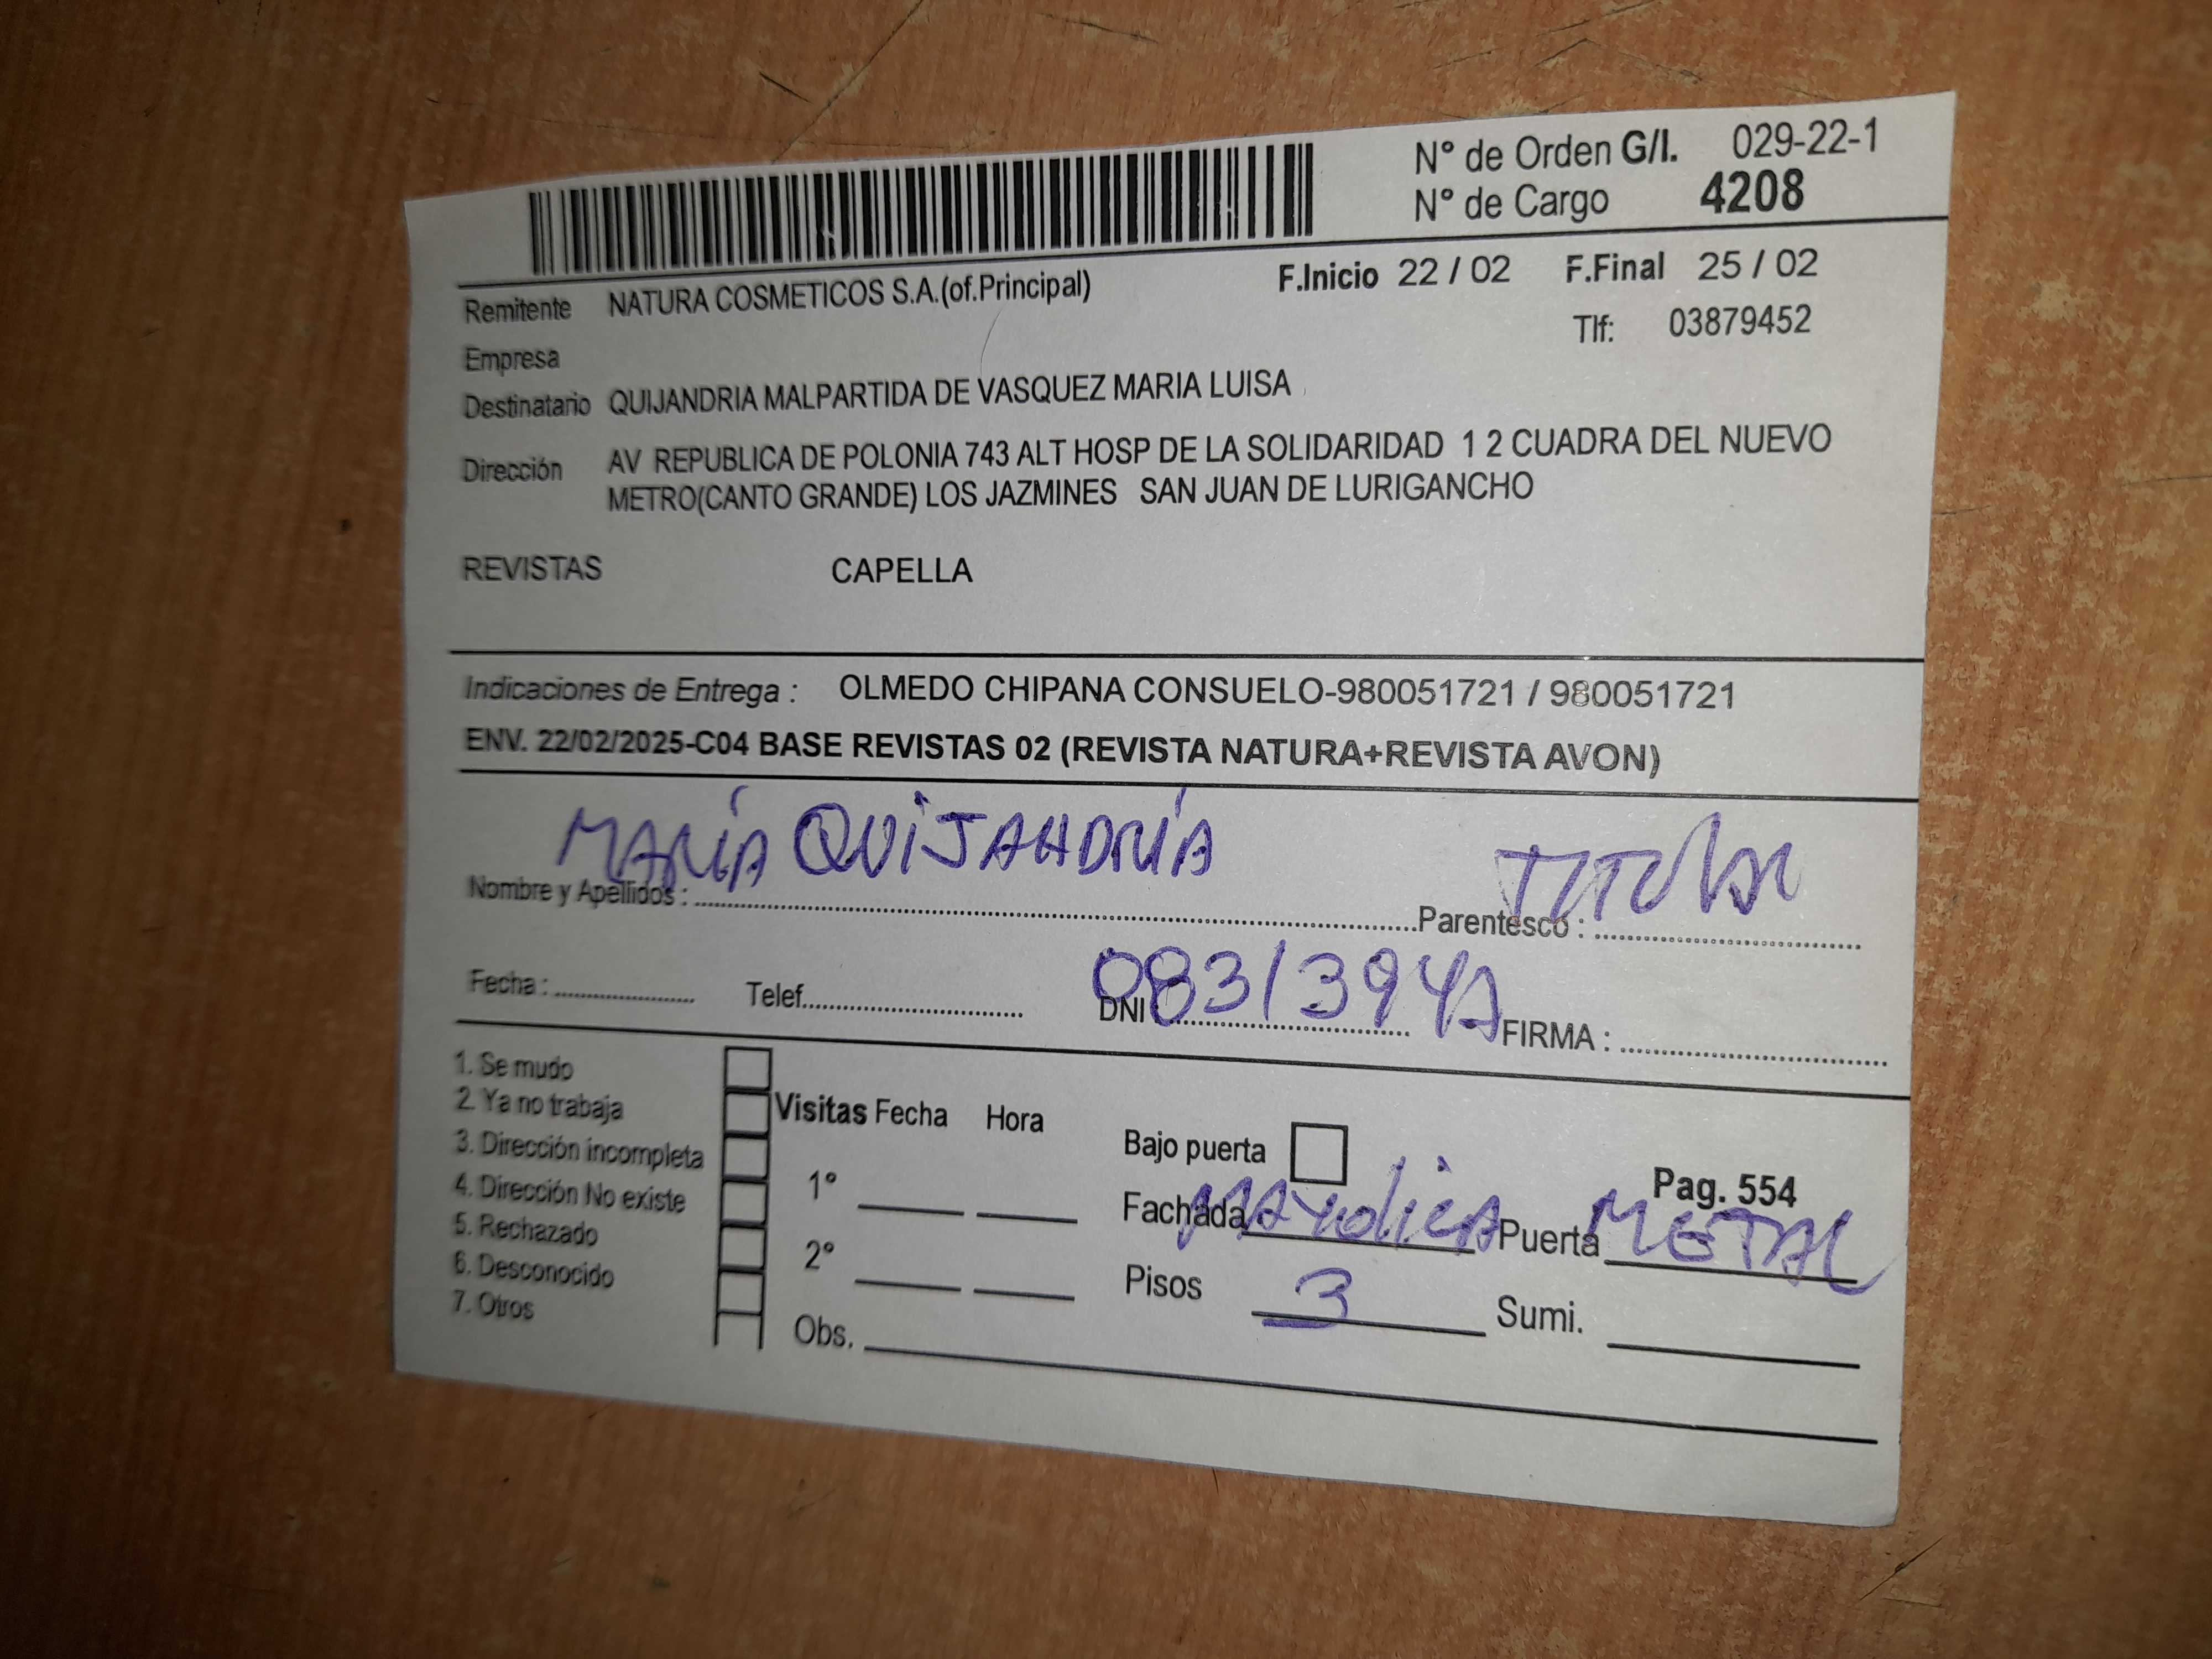 N° de Orden G/I. 029-22-1
N° de Cargo 4208
Remitente NATURA COSMETICOS S.A.(of.Principal) F.Inicio 22 / 02 F.Final 25 / 02
Tlf: 03879452
Empresa
Destinatario QUIJANDRIA MALPARTIDA DE VASQUEZ MARIA LUISA
Dirección AV REPUBLICA DE POLONIA 743 ALT HOSP DE LA SOLIDARIDAD 1 2 CUADRA DEL NUEVO
METRO(CANTO GRANDE) LOS JAZMINES SAN JUAN DE LURIGANCHO
REVISTAS CAPELLA
Indicaciones de Entrega : OLMEDO CHIPANA CONSUELO-980051721 / 980051721
ENV. 22/02/2025-C04 BASE REVISTAS 02 (REVISTA NATURA+REVISTA AVON)
Nombre y Apellidos : MARÍA QUIJANDRÍA Parentesco : TITULAR
Fecha : Telef. DNI : FIRMA :
1. Se mudo
2. Ya no trabaja
3. Dirección incompleta
4. Dirección No existe
5. Rechazado
6. Desconocido
7. Otros
Visitas Fecha Hora
1°
2°
Obs.
Bajo puerta
Pag. 554
Fachada MAYOLICA Puerta METAL
Pisos 3 Sumi.